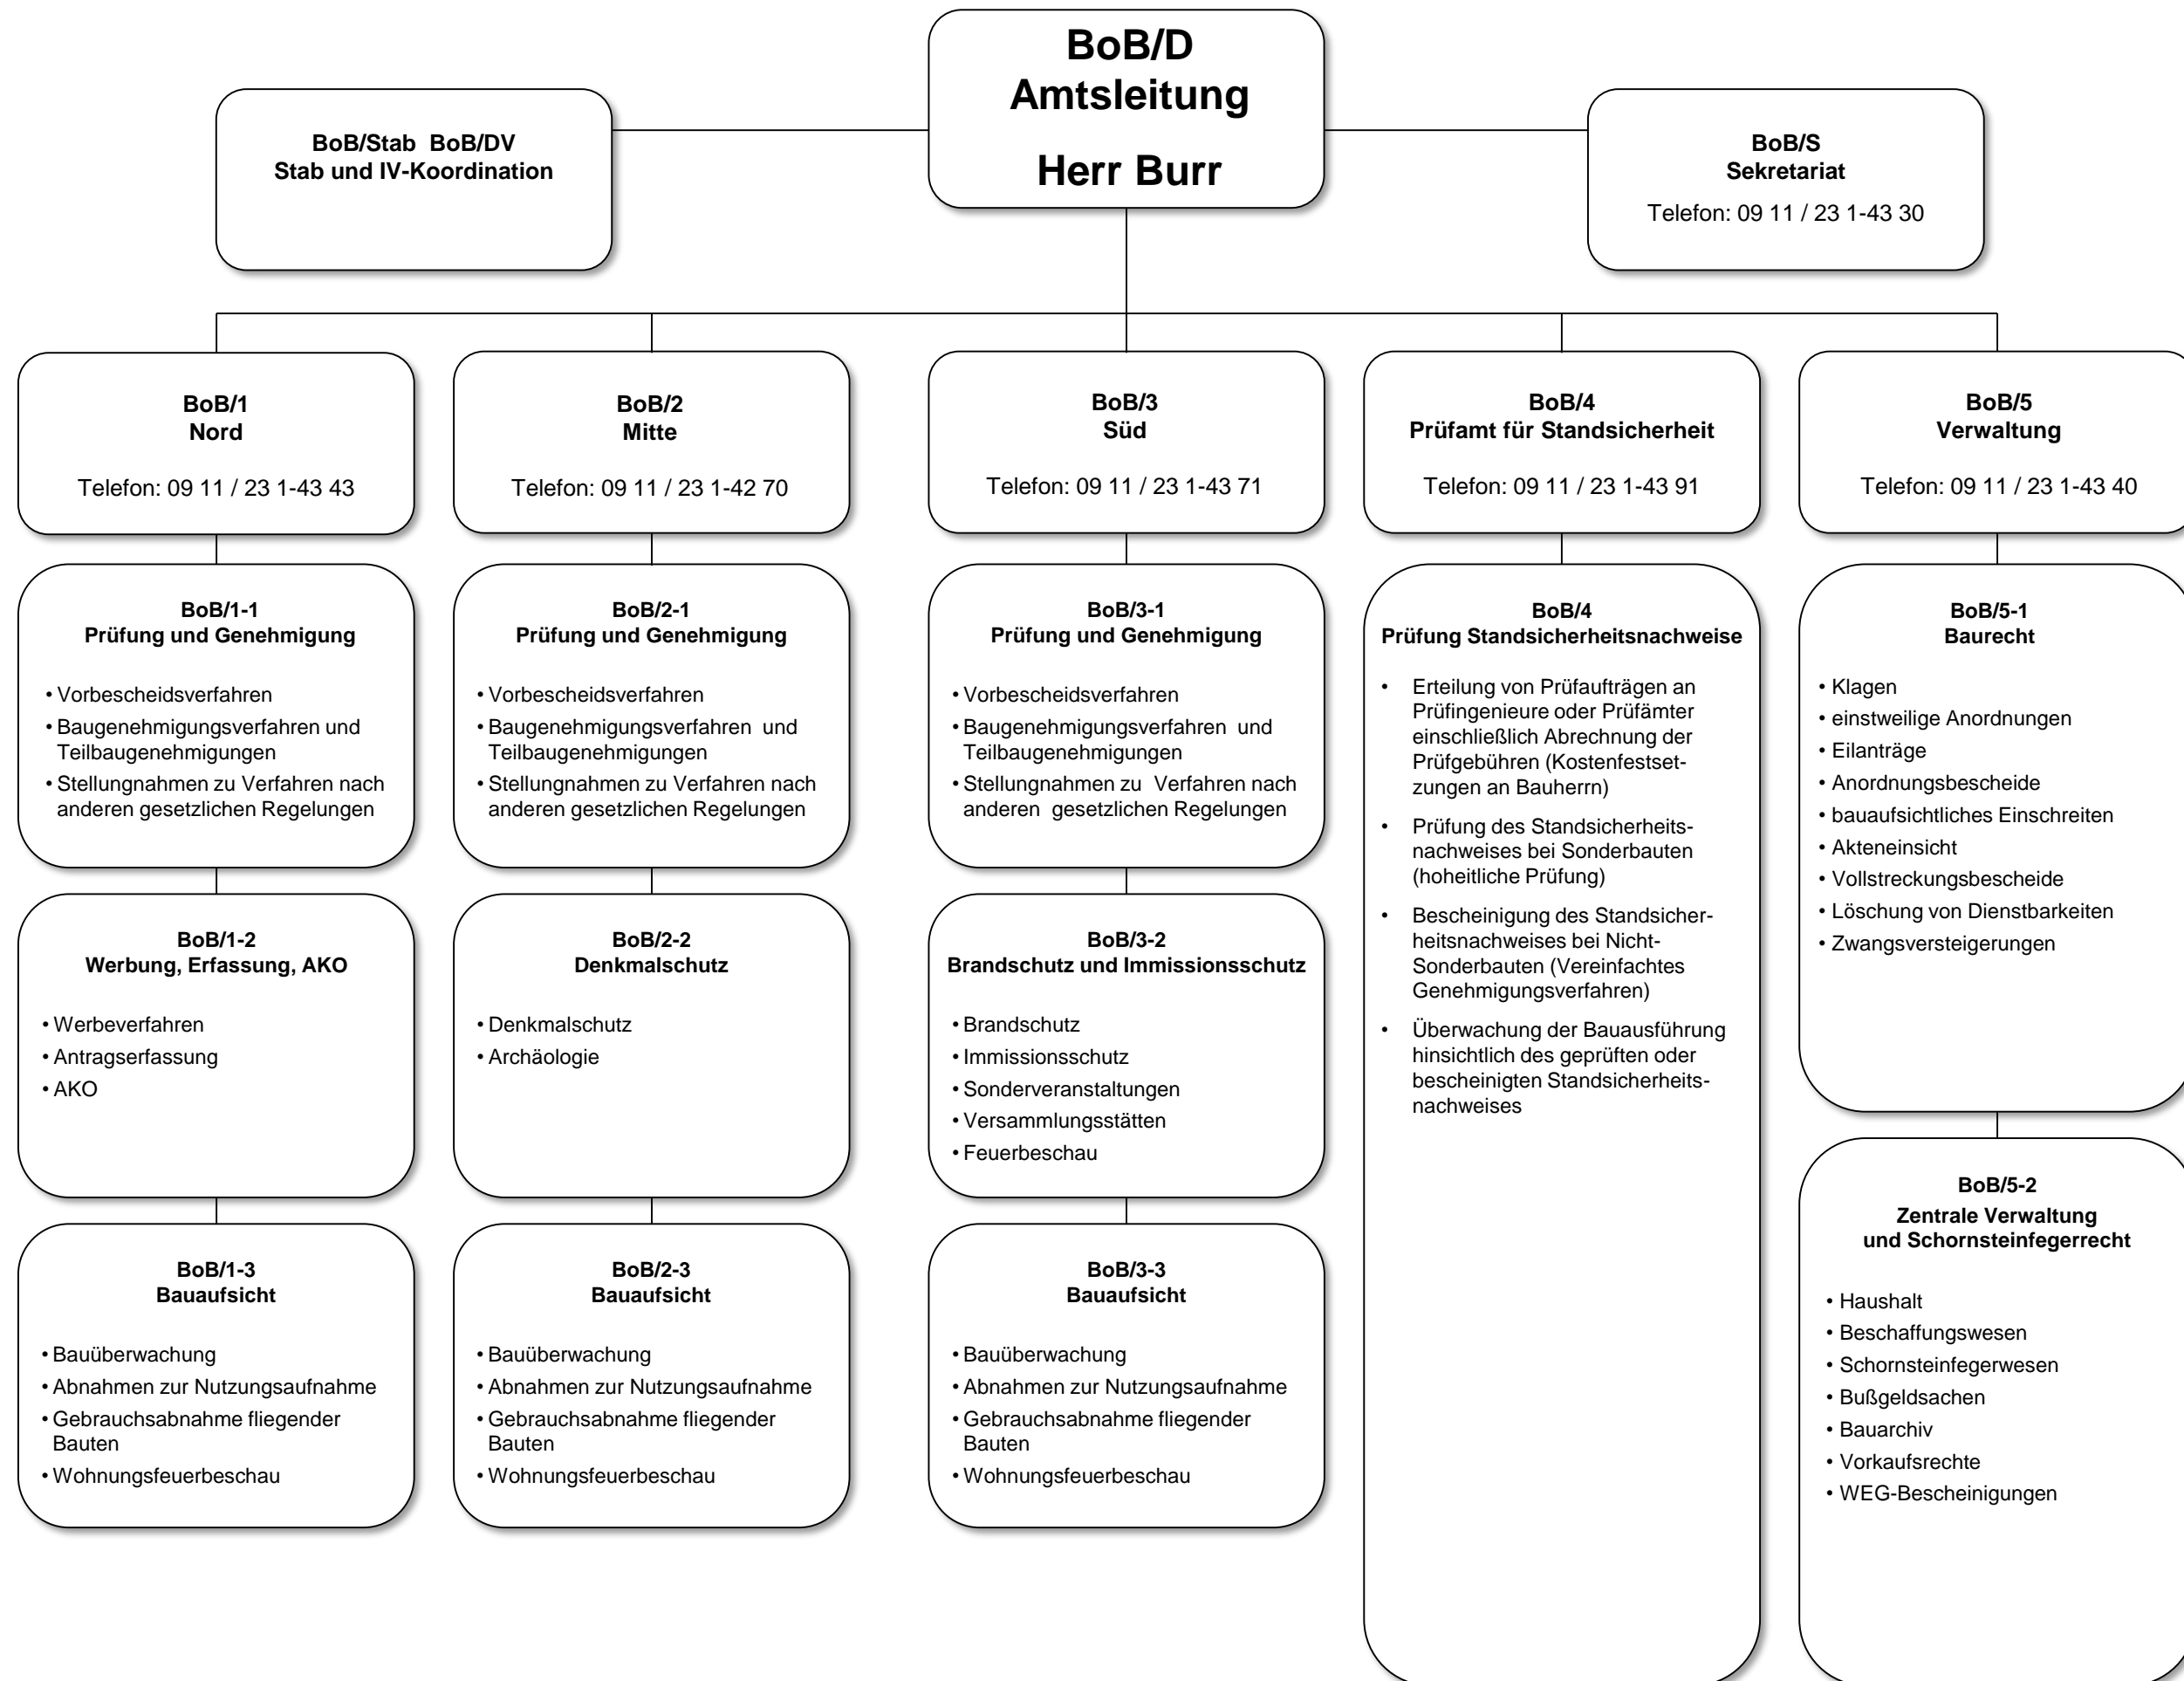 BoB/D
Amtsleitung
Herr Burr
BoB/Stab BoB/DV
Stab und IV-Koordination
BoB/S
Sekretariat
Telefon: 09 11 / 23 1-43 30
BoB/1
Nord
Telefon: 09 11 / 23 1-43 43
BoB/2
Mitte
Telefon: 09 11 / 23 1-42 70
BoB/3
Süd
Telefon: 09 11 / 23 1-43 71
BoB/4
Prüfamt für Standsicherheit
Telefon: 09 11 / 23 1-43 91
BoB/5
Verwaltung
Telefon: 09 11 / 23 1-43 40
BoB/1-1
Prüfung und Genehmigung
• Vorbescheidsverfahren
• Baugenehmigungsverfahren und
Teilbaugenehmigungen
• Stellungnahmen zu Verfahren nach
anderen gesetzlichen Regelungen
BoB/2-1
Prüfung und Genehmigung
• Vorbescheidsverfahren
• Baugenehmigungsverfahren und
Teilbaugenehmigungen
• Stellungnahmen zu Verfahren nach
anderen gesetzlichen Regelungen
BoB/3-1
Prüfung und Genehmigung
• Vorbescheidsverfahren
• Baugenehmigungsverfahren und
Teilbaugenehmigungen
• Stellungnahmen zu Verfahren nach
anderen gesetzlichen Regelungen
BoB/4
Prüfung Standsicherheitsnachweise
• Erteilung von Prüfaufträgen an
Prüfingenieure oder Prüfämter
einschließlich Abrechnung der
Prüfgebühren (Kostenfestset-
zungen an Bauherrn)
• Prüfung des Standsicherheits-
nachweises bei Sonderbauten
(hoheitliche Prüfung)
• Bescheinigung des Standsicher-
heitsnachweises bei Nicht-
Sonderbauten (Vereinfachtes
Genehmigungsverfahren)
• Überwachung der Bauausführung
hinsichtlich des geprüften oder
bescheinigten Standsicherheits-
nachweises
BoB/5-1
Baurecht
• Klagen
• einstweilige Anordnungen
• Eilanträge
• Anordnungsbescheide
• bauaufsichtliches Einschreiten
• Akteneinsicht
• Vollstreckungsbescheide
• Löschung von Dienstbarkeiten
• Zwangsversteigerungen
BoB/1-2
Werbung, Erfassung, AKO
• Werbeverfahren
• Antragserfassung
• AKO
BoB/2-2
Denkmalschutz
• Denkmalschutz
• Archäologie
BoB/3-2
Brandschutz und Immissionsschutz
• Brandschutz
• Immissionsschutz
• Sonderveranstaltungen
• Versammlungsstätten
• Feuerbeschau
BoB/5-2
Zentrale Verwaltung
und Schornsteinfegerrecht
• Haushalt
• Beschaffungswesen
• Schornsteinfegerwesen
• Bußgeldsachen
• Bauarchiv
• Vorkaufsrechte
• WEG-Bescheinigungen
BoB/1-3
Bauaufsicht
• Bauüberwachung
• Abnahmen zur Nutzungsaufnahme
• Gebrauchsabnahme fliegender
Bauten
• Wohnungsfeuerbeschau
BoB/2-3
Bauaufsicht
• Bauüberwachung
• Abnahmen zur Nutzungsaufnahme
• Gebrauchsabnahme fliegender
Bauten
• Wohnungsfeuerbeschau
BoB/3-3
Bauaufsicht
• Bauüberwachung
• Abnahmen zur Nutzungsaufnahme
• Gebrauchsabnahme fliegender
Bauten
• Wohnungsfeuerbeschau